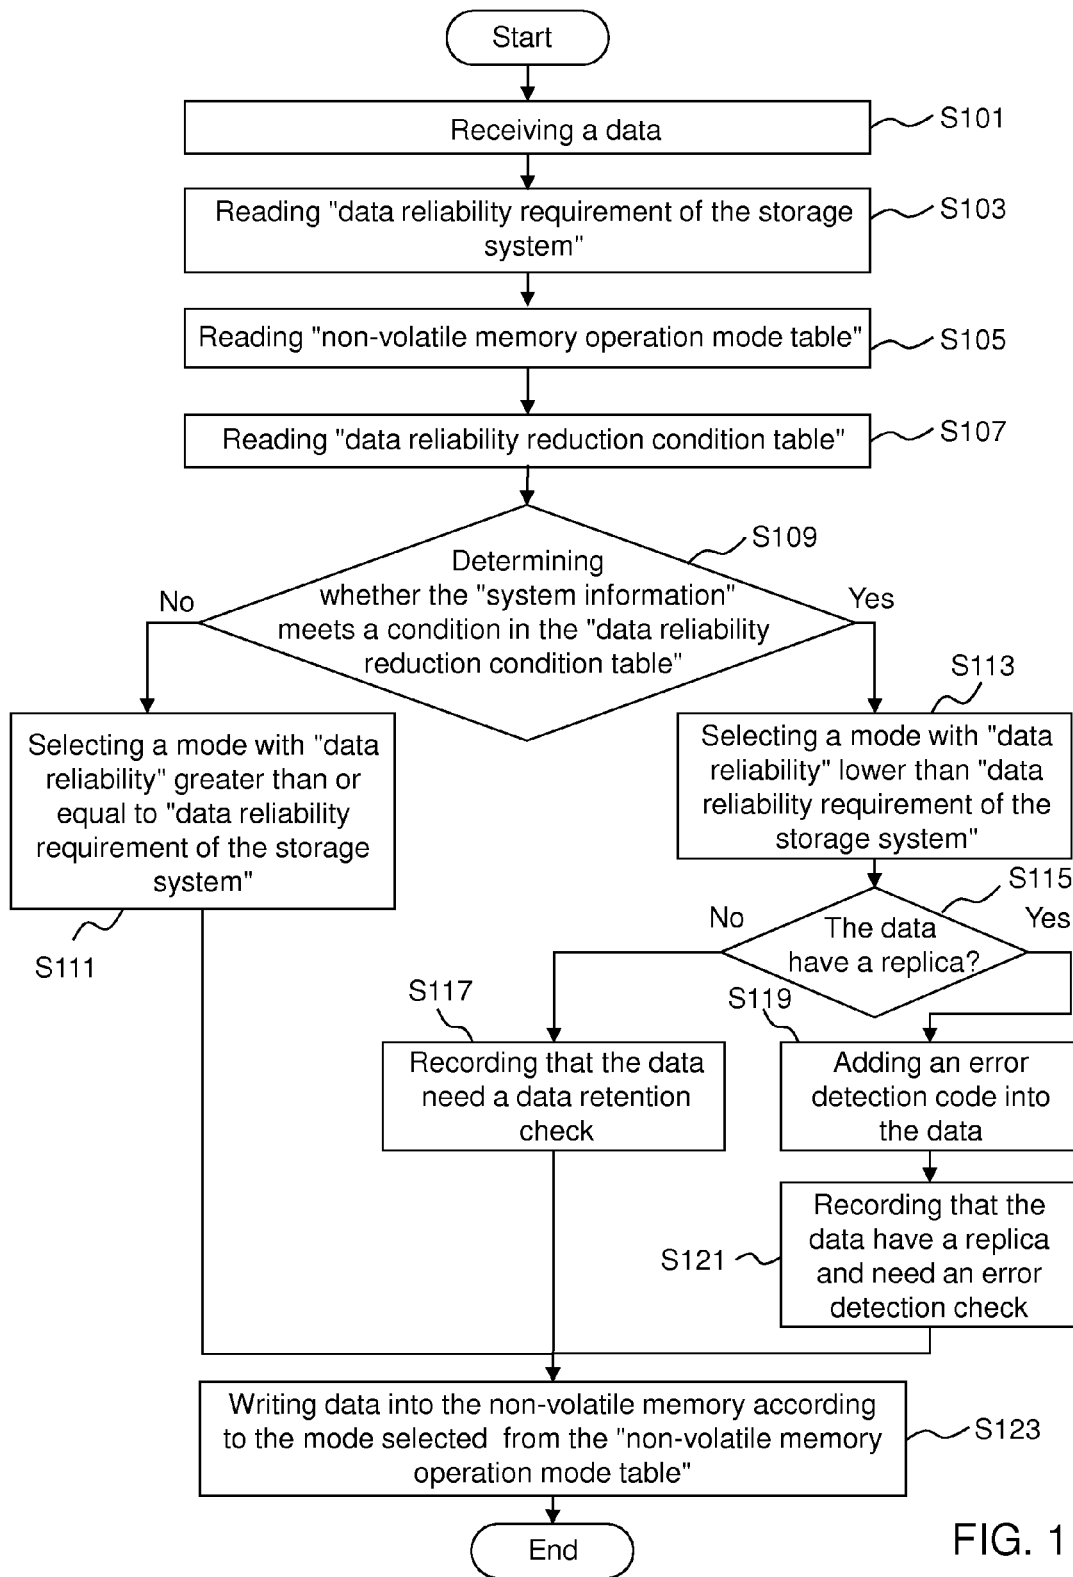 Start
Receiving a data
S101
Reading "data reliability requirement of the storage
system"
S103
Reading "non-volatile memory operation mode table"
S105
Reading "data reliability reduction condition table"
S107
S109
Determining
whether the "system information"
meets a condition in the "data reliability
reduction condition table"
No
Yes
S113
Selecting a mode with "data
reliability" greater than or
equal to "data reliability
requirement of the storage
system"
S111
Selecting a mode with "data
reliability" lower than "data
reliability requirement of the
storage system"
S115
No
Yes
The data
have a replica?
S117
Recording that the data
need a data retention
check
S119
Adding an error
detection code into
the data
Recording that the
data have a replica
and need an error
detection check
S121
Writing data into the non-volatile memory according
to the mode selected from the "non-volatile memory
operation mode table"
S123
End
FIG. 1